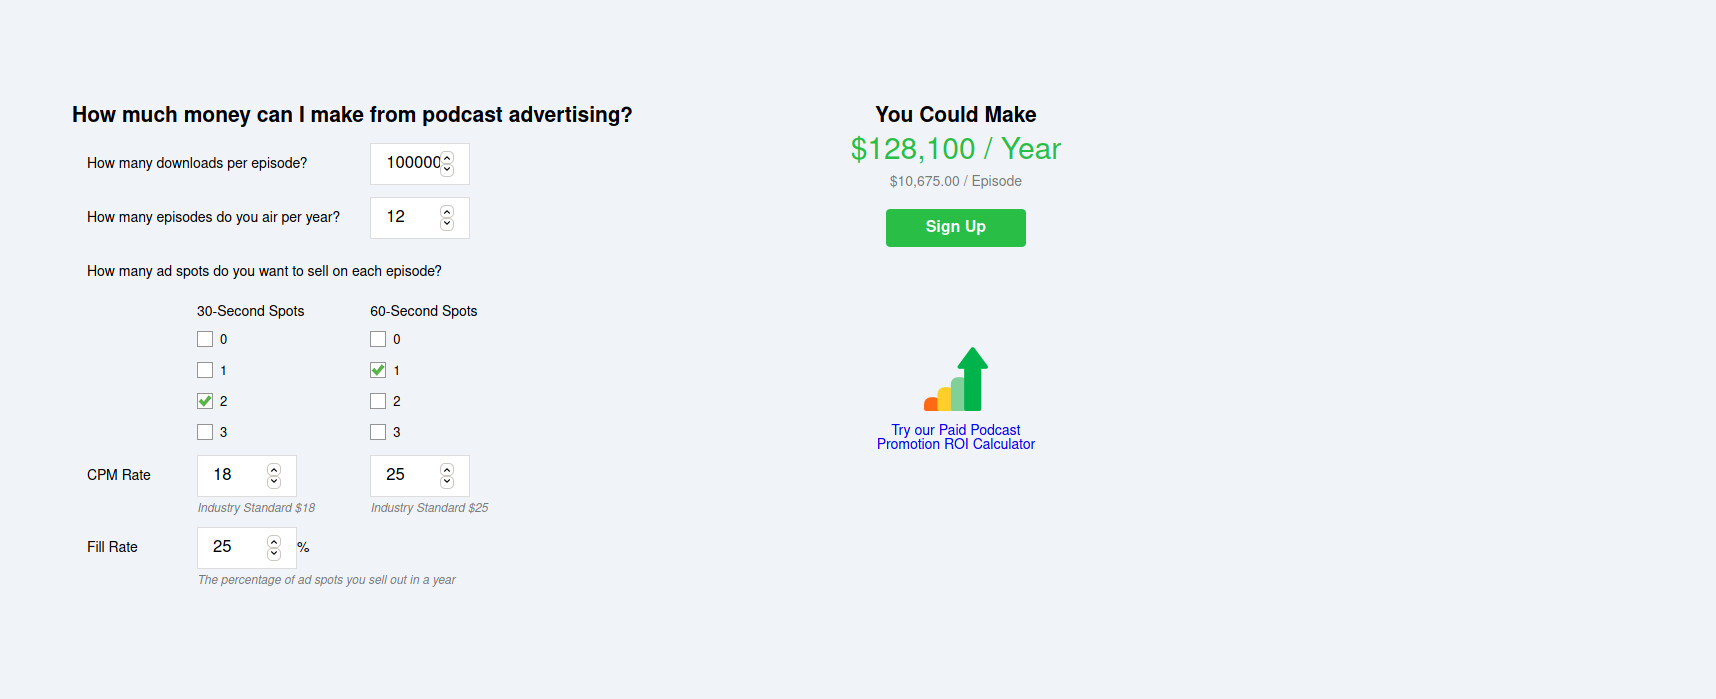 How much money can I make from podcast advertising?
How many downloads per episode?
100000
How many episodes do you air per year?
12
How many ad spots do you want to sell on each episode?
30-Second Spots
60-Second Spots
0
0
1
1
2
2
3
3
CPM Rate
18
25
Industry Standard $18
Industry Standard $25
Fill Rate
25
%
The percentage of ad spots you sell out in a year
You Could Make
$128,100 / Year
$10,675.00 / Episode
Sign Up
Try our Paid Podcast
Promotion ROI Calculator